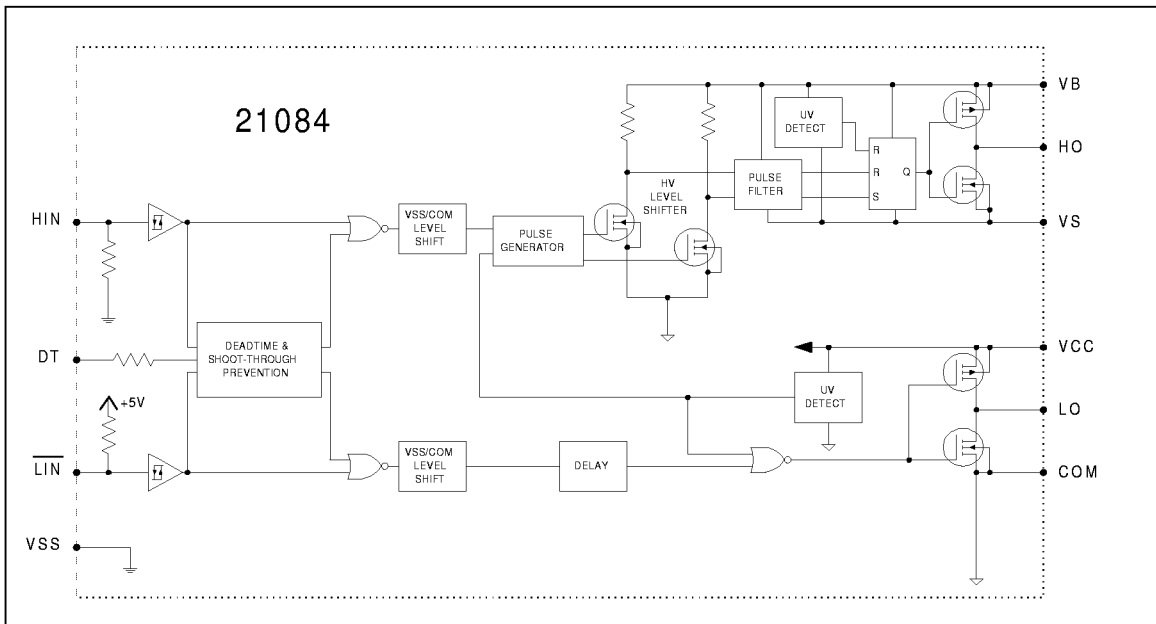 21084
VB
UV
DETECT
HO
R
R
S
Q
PULSE
FILTER
HV
LEVEL
SHIFTER
HIN
VSS/COM
LEVEL
SHIFT
PULSE
GENERATOR
VS
DT
DEADTIME &
SHOOT-THROUGH
PREVENTION
VCC
UV
DETECT
+5V
LO
LIN
VSS/COM
LEVEL
SHIFT
DELAY
COM
VSS